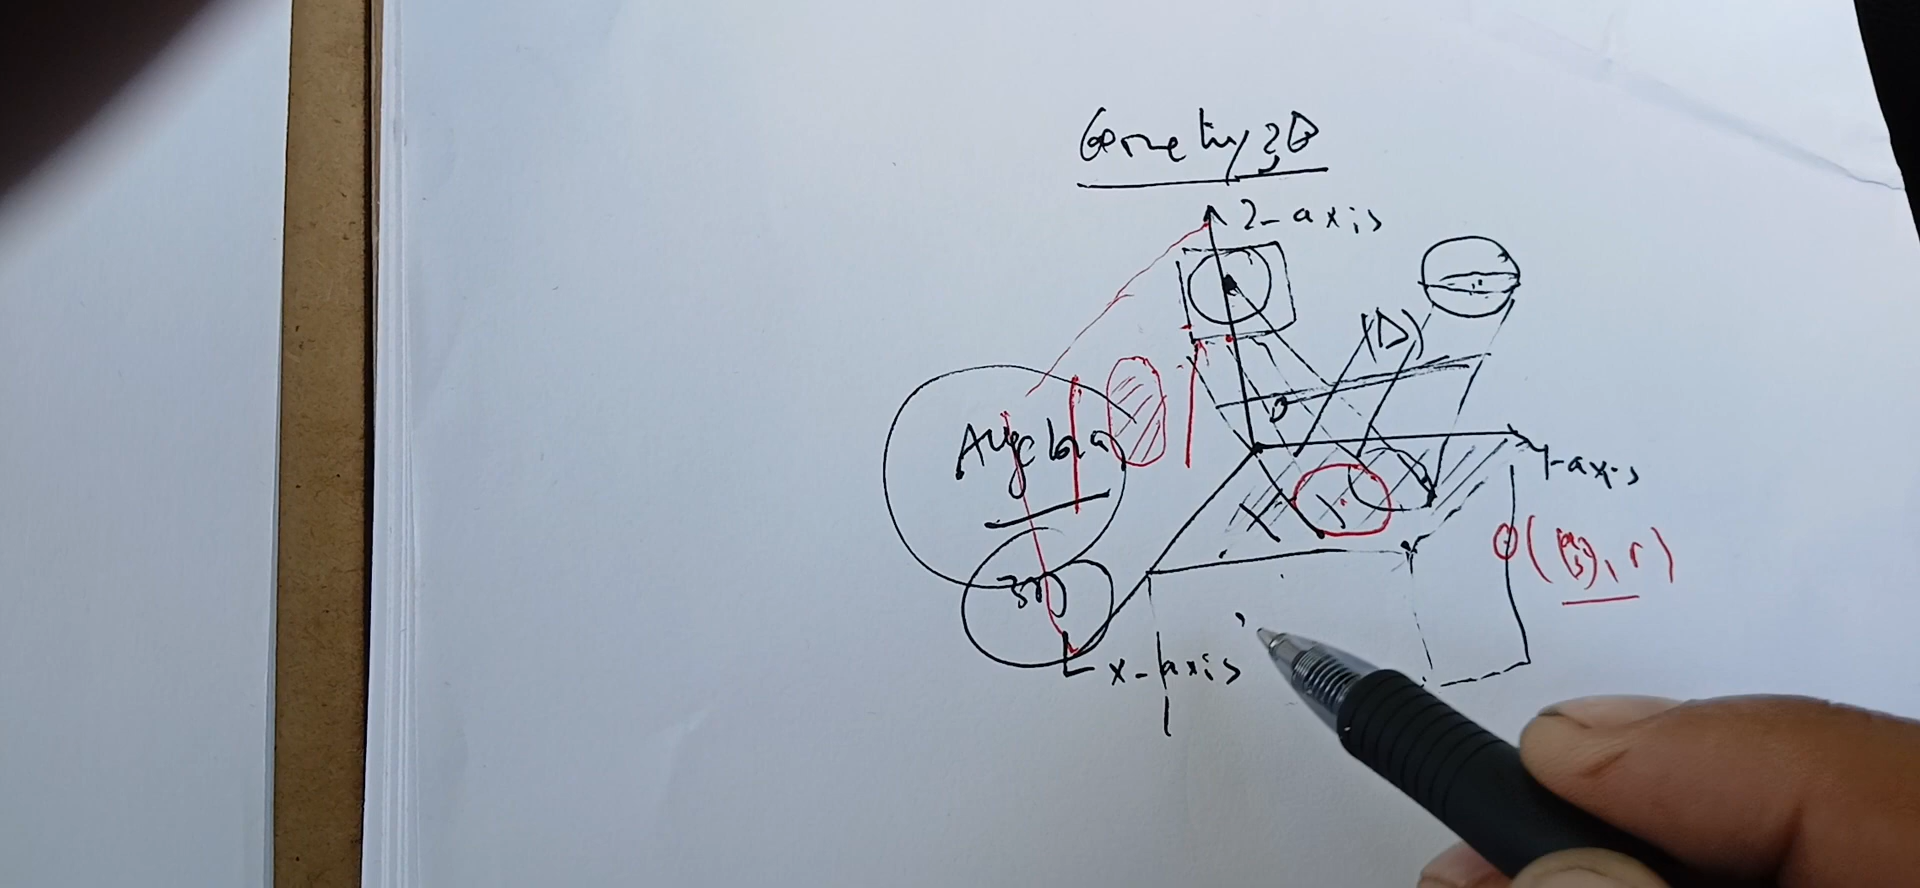 Geometry 3D
Z-axis
(D)
Algebra
Y-axis
3D
x-axis